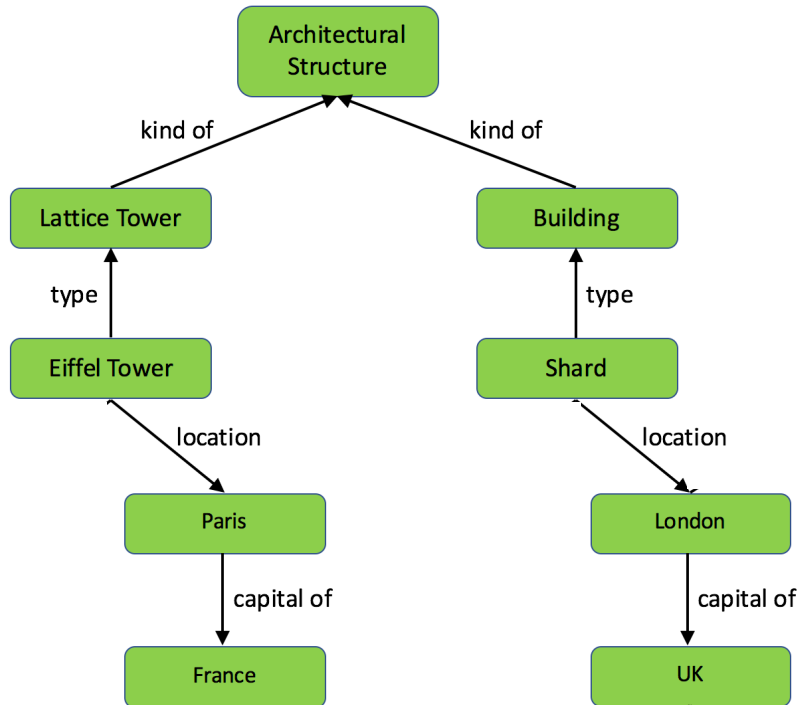 Architectural
Structure
kind of
kind of
Lattice Tower
Building
type
type
Eiffel Tower
Shard
location
location
Paris
London
capital of
capital of
France
UK